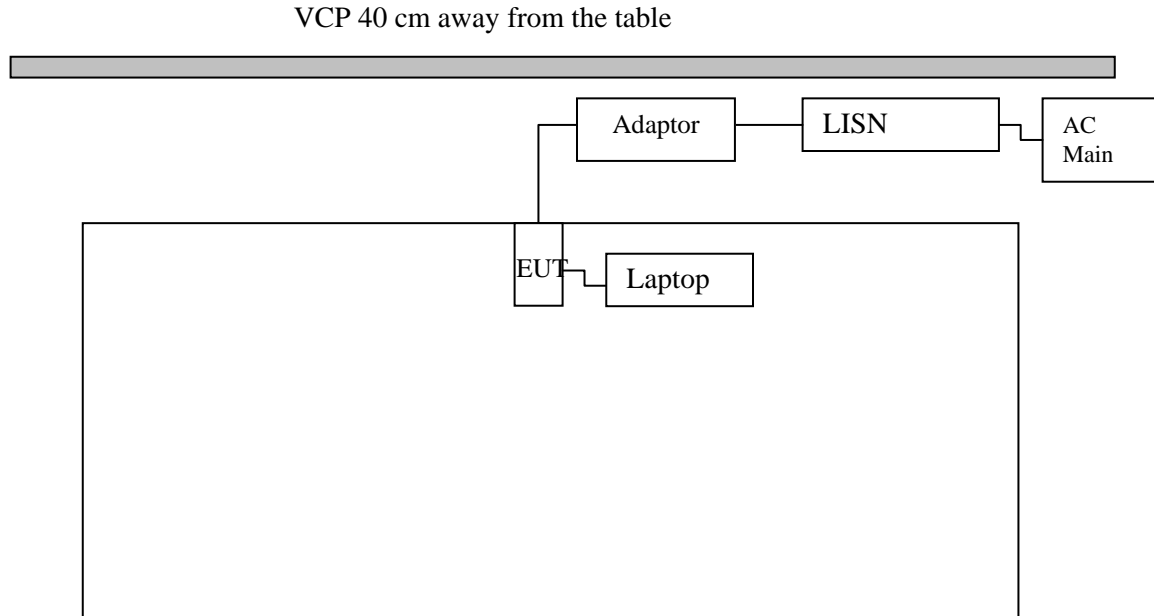 VCP 40 cm away from the table
Adaptor
LISN
AC
Main
EUT
Laptop